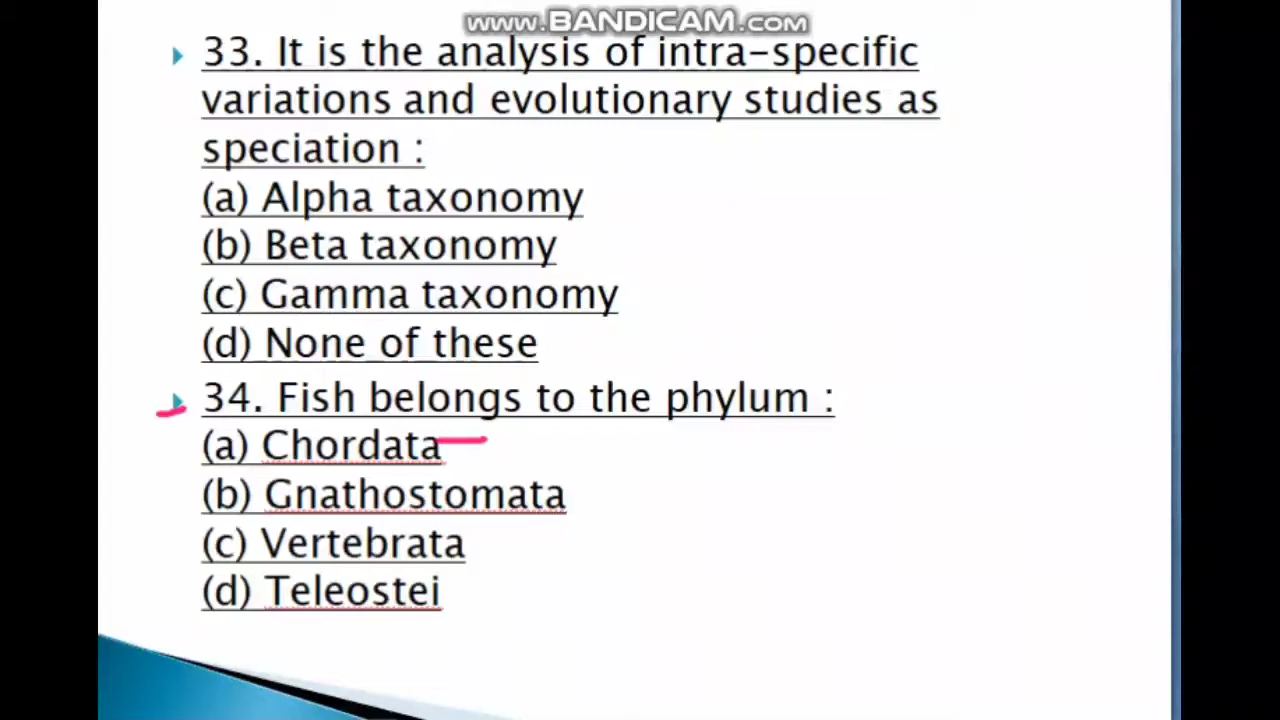 www.BANDICAM.com
33. It is the analysis of intra-specific
variations and evolutionary studies as
speciation :
(a) Alpha taxonomy
(b) Beta taxonomy
(c) Gamma taxonomy
(d) None of these
34. Fish belongs to the phylum :
(a) Chordata
(b) Gnathostomata
(c) Vertebrata
(d) Teleostei